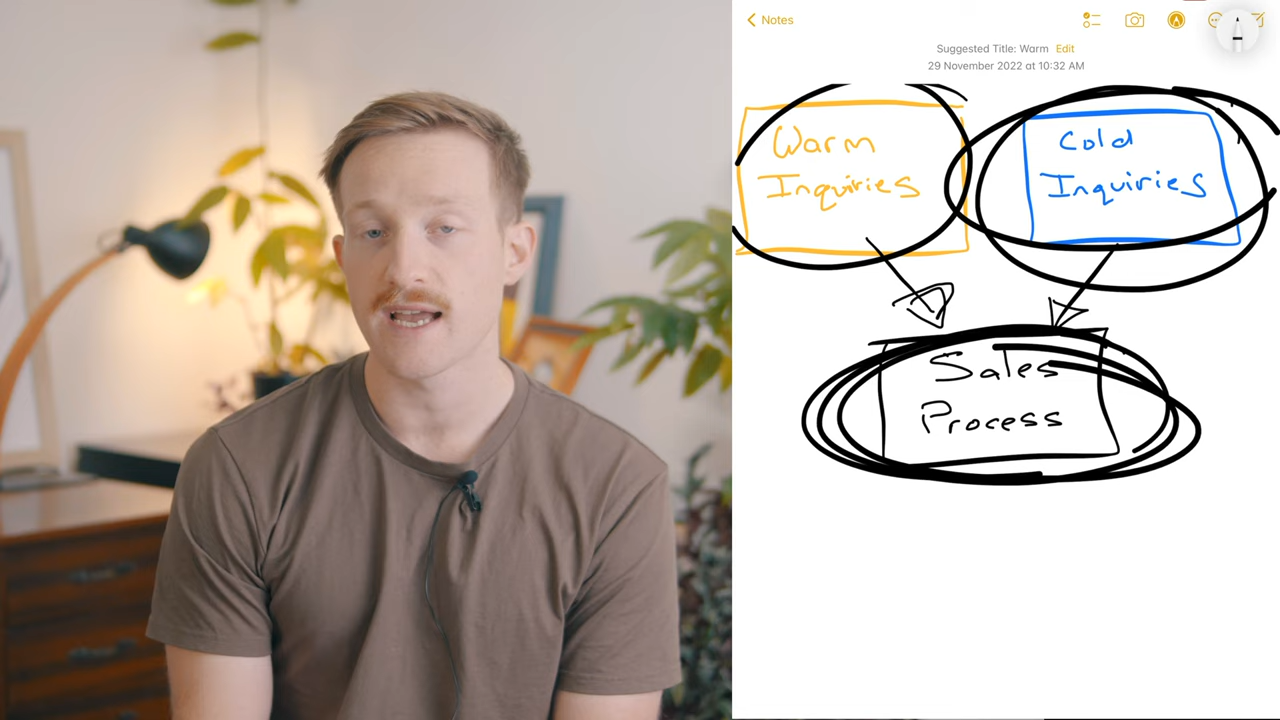 Notes
Suggested Title: Warm Edit
29 November 2022 at 10:32 AM
Warm
Inquiries
Cold
Inquiries
Sales
Process